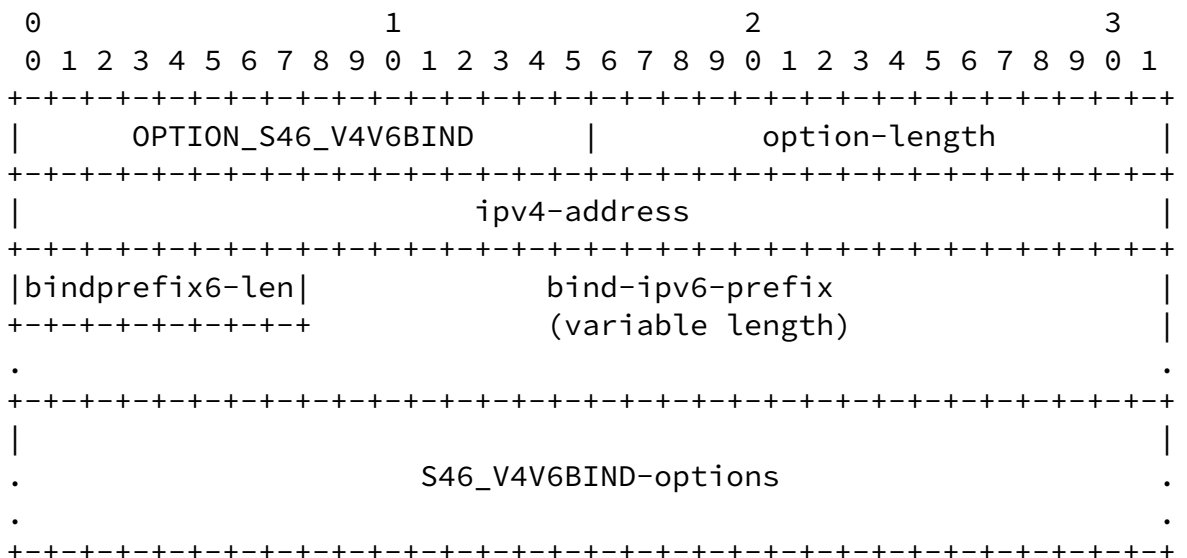 0                   1                   2                   3
 0 1 2 3 4 5 6 7 8 9 0 1 2 3 4 5 6 7 8 9 0 1 2 3 4 5 6 7 8 9 0 1
+-+-+-+-+-+-+-+-+-+-+-+-+-+-+-+-+-+-+-+-+-+-+-+-+-+-+-+-+-+-+-+-+
|      OPTION_S46_V4V6BIND      |         option-length         |
+-+-+-+-+-+-+-+-+-+-+-+-+-+-+-+-+-+-+-+-+-+-+-+-+-+-+-+-+-+-+-+-+
|                         ipv4-address                          |
+-+-+-+-+-+-+-+-+-+-+-+-+-+-+-+-+-+-+-+-+-+-+-+-+-+-+-+-+-+-+-+-+
|bindprefix6-len|             bind-ipv6-prefix                  |
+-+-+-+-+-+-+-+-+             (variable length)                 |
.                                                               .
+-+-+-+-+-+-+-+-+-+-+-+-+-+-+-+-+-+-+-+-+-+-+-+-+-+-+-+-+-+-+-+-+
|                                                               |
.                      S46_V4V6BIND-options                     .
.                                                               .
+-+-+-+-+-+-+-+-+-+-+-+-+-+-+-+-+-+-+-+-+-+-+-+-+-+-+-+-+-+-+-+-+